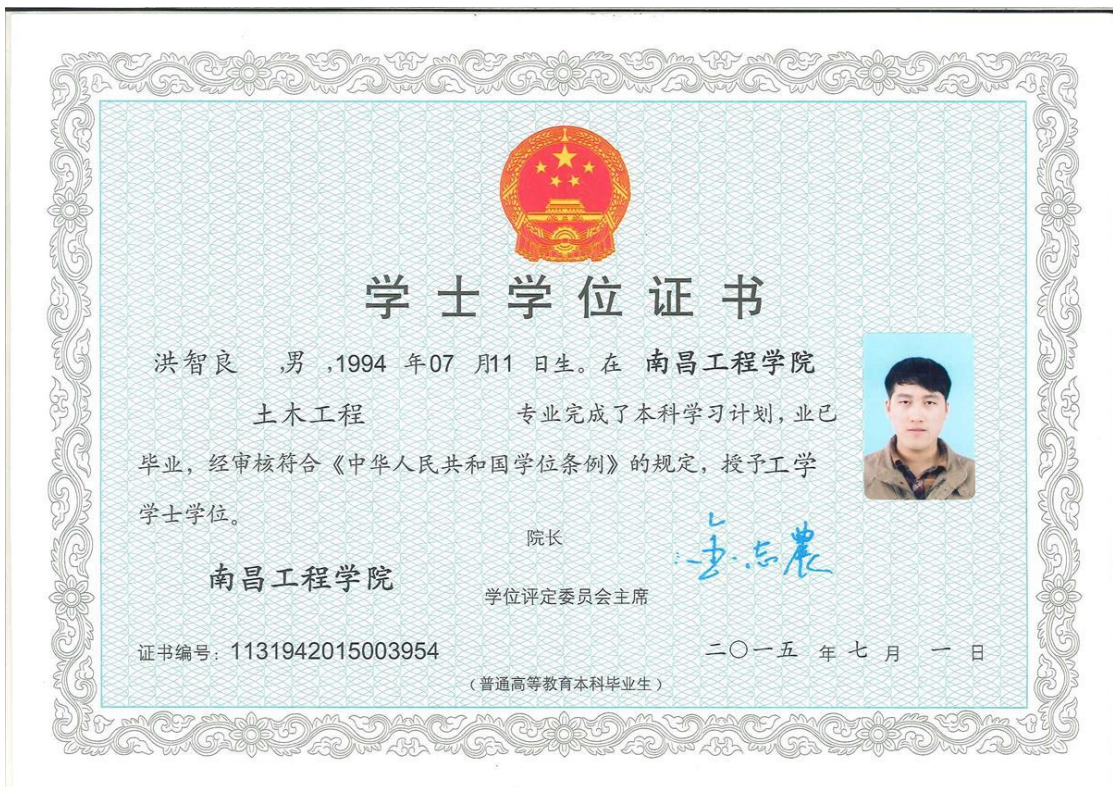 学士学位证书
洪智良 ,男 ,1994 年07 月11 日生。在 南昌工程学院
土木工程 专业完成了本科学习计划，业已
毕业，经审核符合《中华人民共和国学位条例》的规定，授予工学
学士学位。
院长
金志農
南昌工程学院
学位评定委员会主席
证书编号：1131942015003954
二〇一五 年 七 月 一 日
（普通高等教育本科毕业生）